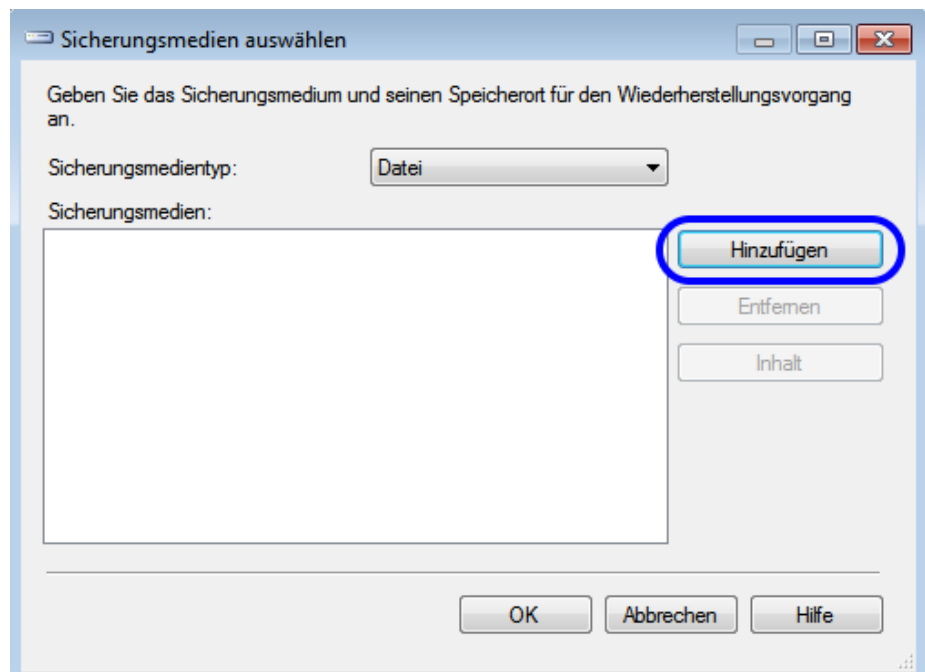 Sicherungsmedien auswählen
Geben Sie das Sicherungsmedium und seinen Speicherort für den Wiederherstellungsvorgang
an.
Sicherungsmedientyp:
Datei
Sicherungsmedien:
Hinzufügen
Entfernen
Inhalt
OK
Abbrechen
Hilfe